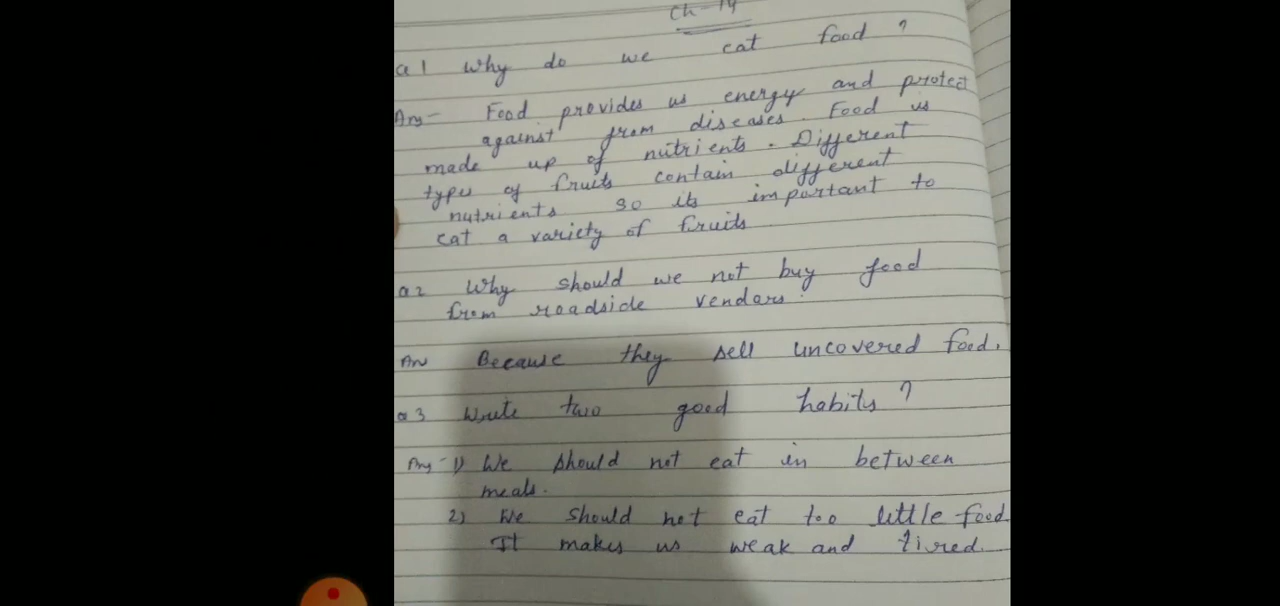 Ch-14
Q1 Why do we eat food ?
Ans- Food provides us energy and protect
against from diseases. Food is
made up of nutrients. Different
types of fruits contain different
nutrients so its important to
eat a variety of fruits
Q2 Why should we not buy food
from roadside vendors.
An Because they sell uncovered food.
Q3 Write two good habits ?
Ans- 1) We should not eat in between
meals.
2) We should not eat too little food
It makes us weak and tired.